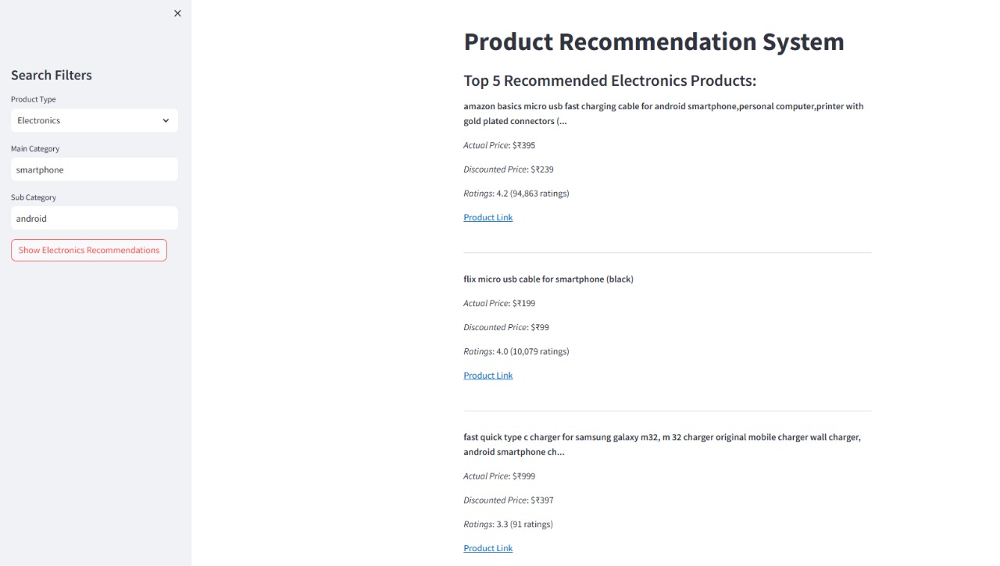 Search Filters
Product Type
Electronics
Main Category
smartphone
Sub Category
android
Show Electronics Recommendations
Product Recommendation System
Top 5 Recommended Electronics Products:
amazon basics micro usb fast charging cable for android smartphone,personal computer,printer with
gold plated connectors (...
Actual Price: $₹395
Discounted Price: $₹239
Ratings: 4.2 (94,863 ratings)
Product Link
flix micro usb cable for smartphone (black)
Actual Price: $₹199
Discounted Price: $₹99
Ratings: 4.0 (10,079 ratings)
Product Link
fast quick type c charger for samsung galaxy m32, m 32 charger original mobile charger wall charger,
android smartphone ch...
Actual Price: $₹999
Discounted Price: $₹397
Ratings: 3.3 (91 ratings)
Product Link